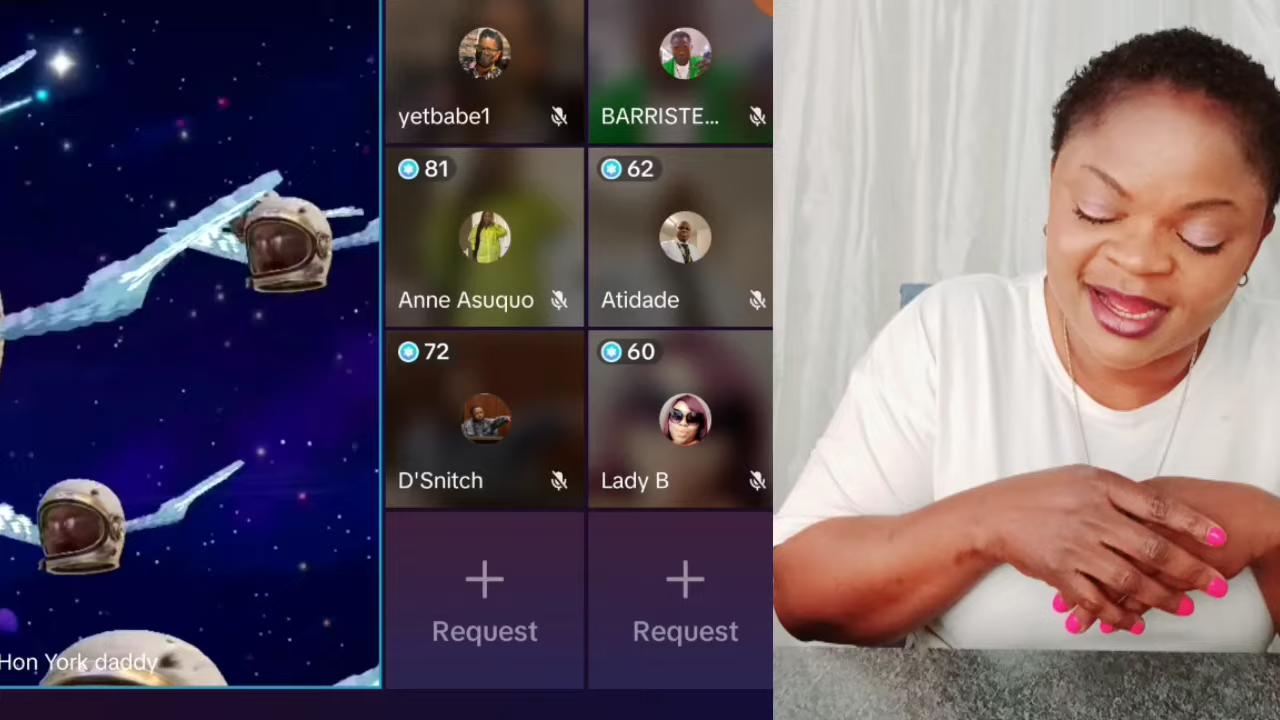 yetbabe1
BARRISTE...
81
62
Anne Asuquo
Atidade
72
60
D'Snitch
Lady B
Request
Request
Hon York daddy